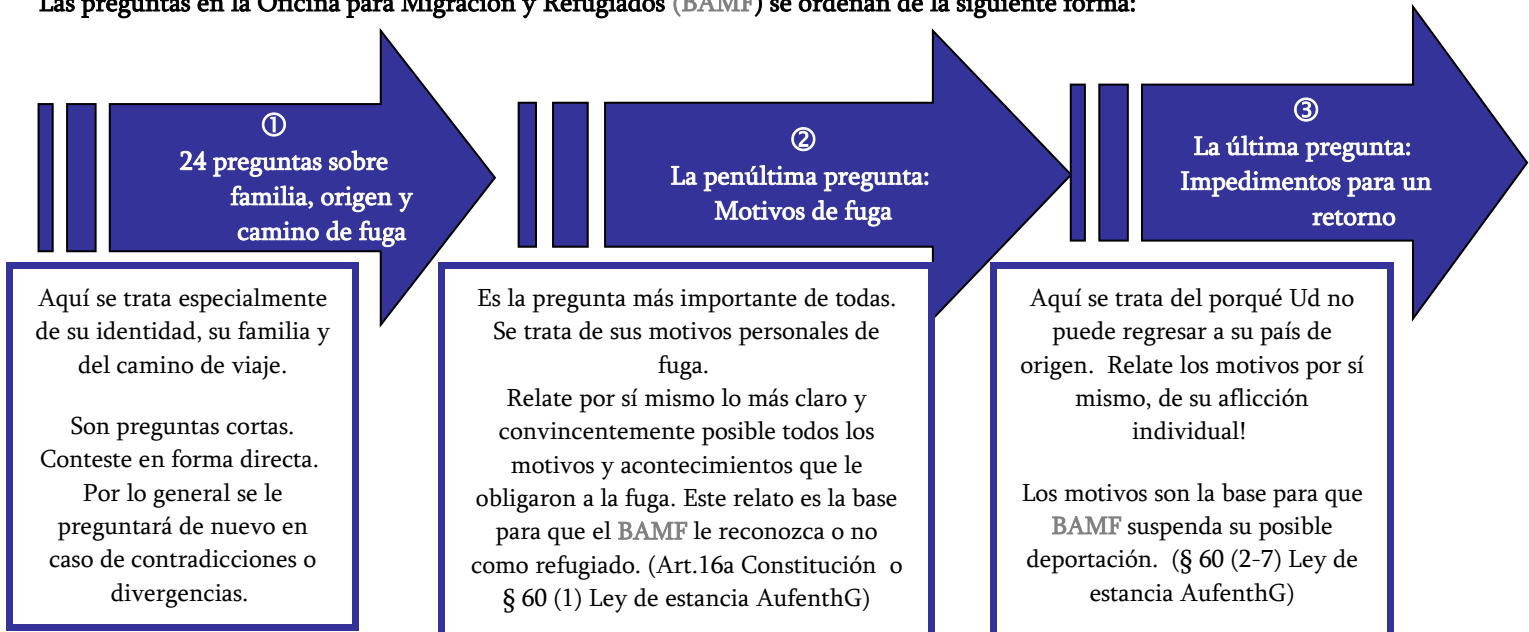 Las preguntas en la Oficina para Migración y Refugiados (BAMF) se ordenan de la siguiente forma:
①
24 preguntas sobre
familia, origen y
camino de fuga
Aquí se trata especialmente
de su identidad, su familia y
del camino de viaje.
Son preguntas cortas.
Conteste en forma directa.
Por lo general se le
preguntará de nuevo en
caso de contradicciones o
divergencias.
②
La penúltima pregunta:
Motivos de fuga
Es la pregunta más importante de todas.
Se trata de sus motivos personales de
fuga.
Relate por sí mismo lo más claro y
convincentemente posible todos los
motivos y acontecimientos que le
obligaron a la fuga. Este relato es la base
para que el BAMF le reconozca o no
como refugiado. (Art.16a Constitución o
§ 60 (1) Ley de estancia AufenthG)
③
La última pregunta:
Impedimentos para un
retorno
Aquí se trata del porqué Ud no
puede regresar a su país de
origen. Relate los motivos por sí
mismo, de su aflicción
individual!
Los motivos son la base para que
BAMF suspenda su posible
deportación. (§ 60 (2-7) Ley de
estancia AufenthG)